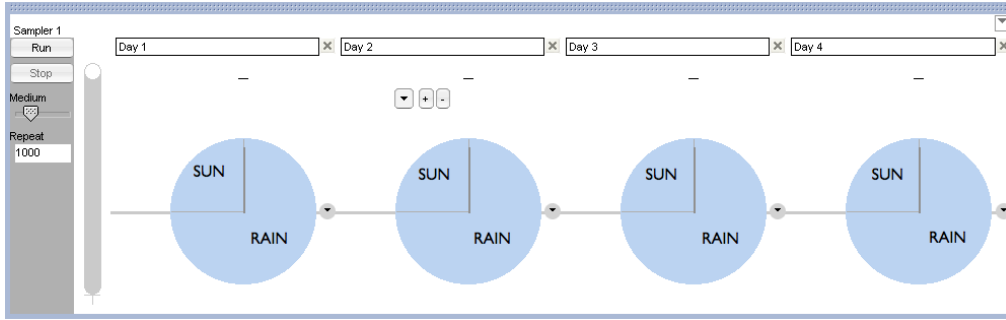 Sampler 1
Run
Stop
Medium
Repeat
1000
Day 1
Day 2
Day 3
Day 4
+ -
SUN
RAIN
SUN
RAIN
SUN
RAIN
SUN
RAIN